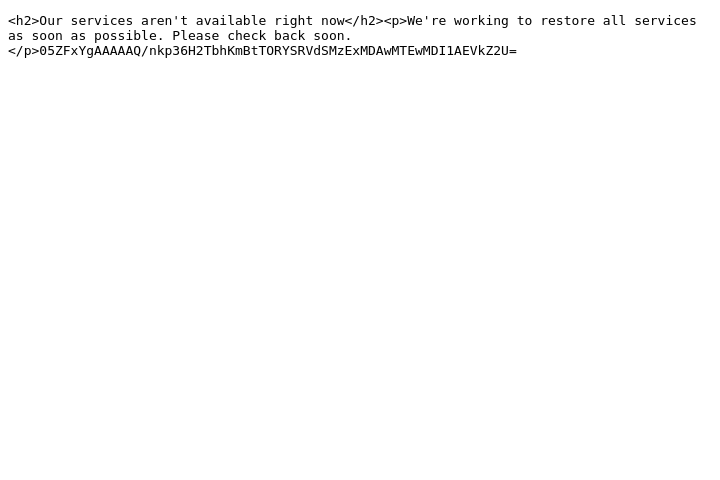 <h2>Our services aren't available right now</h2><p>We're working to restore all services
as soon as possible. Please check back soon.
</p>05ZFxYgAAAAAQ/nkp36H2TbhKmBtTORYSRVdSMzExMDAwMTEwMDI1AEVkZ2U=